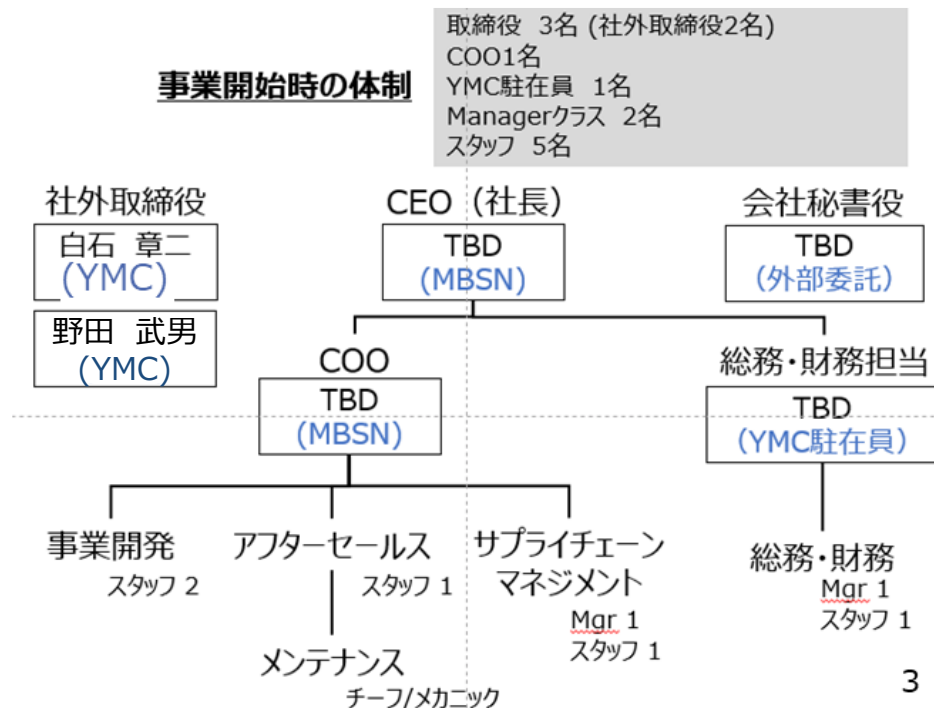 取締役 3名 (社外取締役2名)
COO1名
YMC駐在員 1名
Managerクラス 2名
スタッフ 5名
事業開始時の体制
社外取締役
白石 章二
(YMC)
野田 武男
(YMC)
CEO（社長）
TBD
(MBSN)
会社秘書役
TBD
(外部委託)
COO
TBD
(MBSN)
総務・財務担当
TBD
(YMC駐在員)
事業開発
スタッフ 2
アフターセールス
スタッフ 1
メンテナンス
チーフ/メカニック
サプライチェーン
マネジメント
Mgr 1
スタッフ 1
総務・財務
Mgr 1
スタッフ 1
3